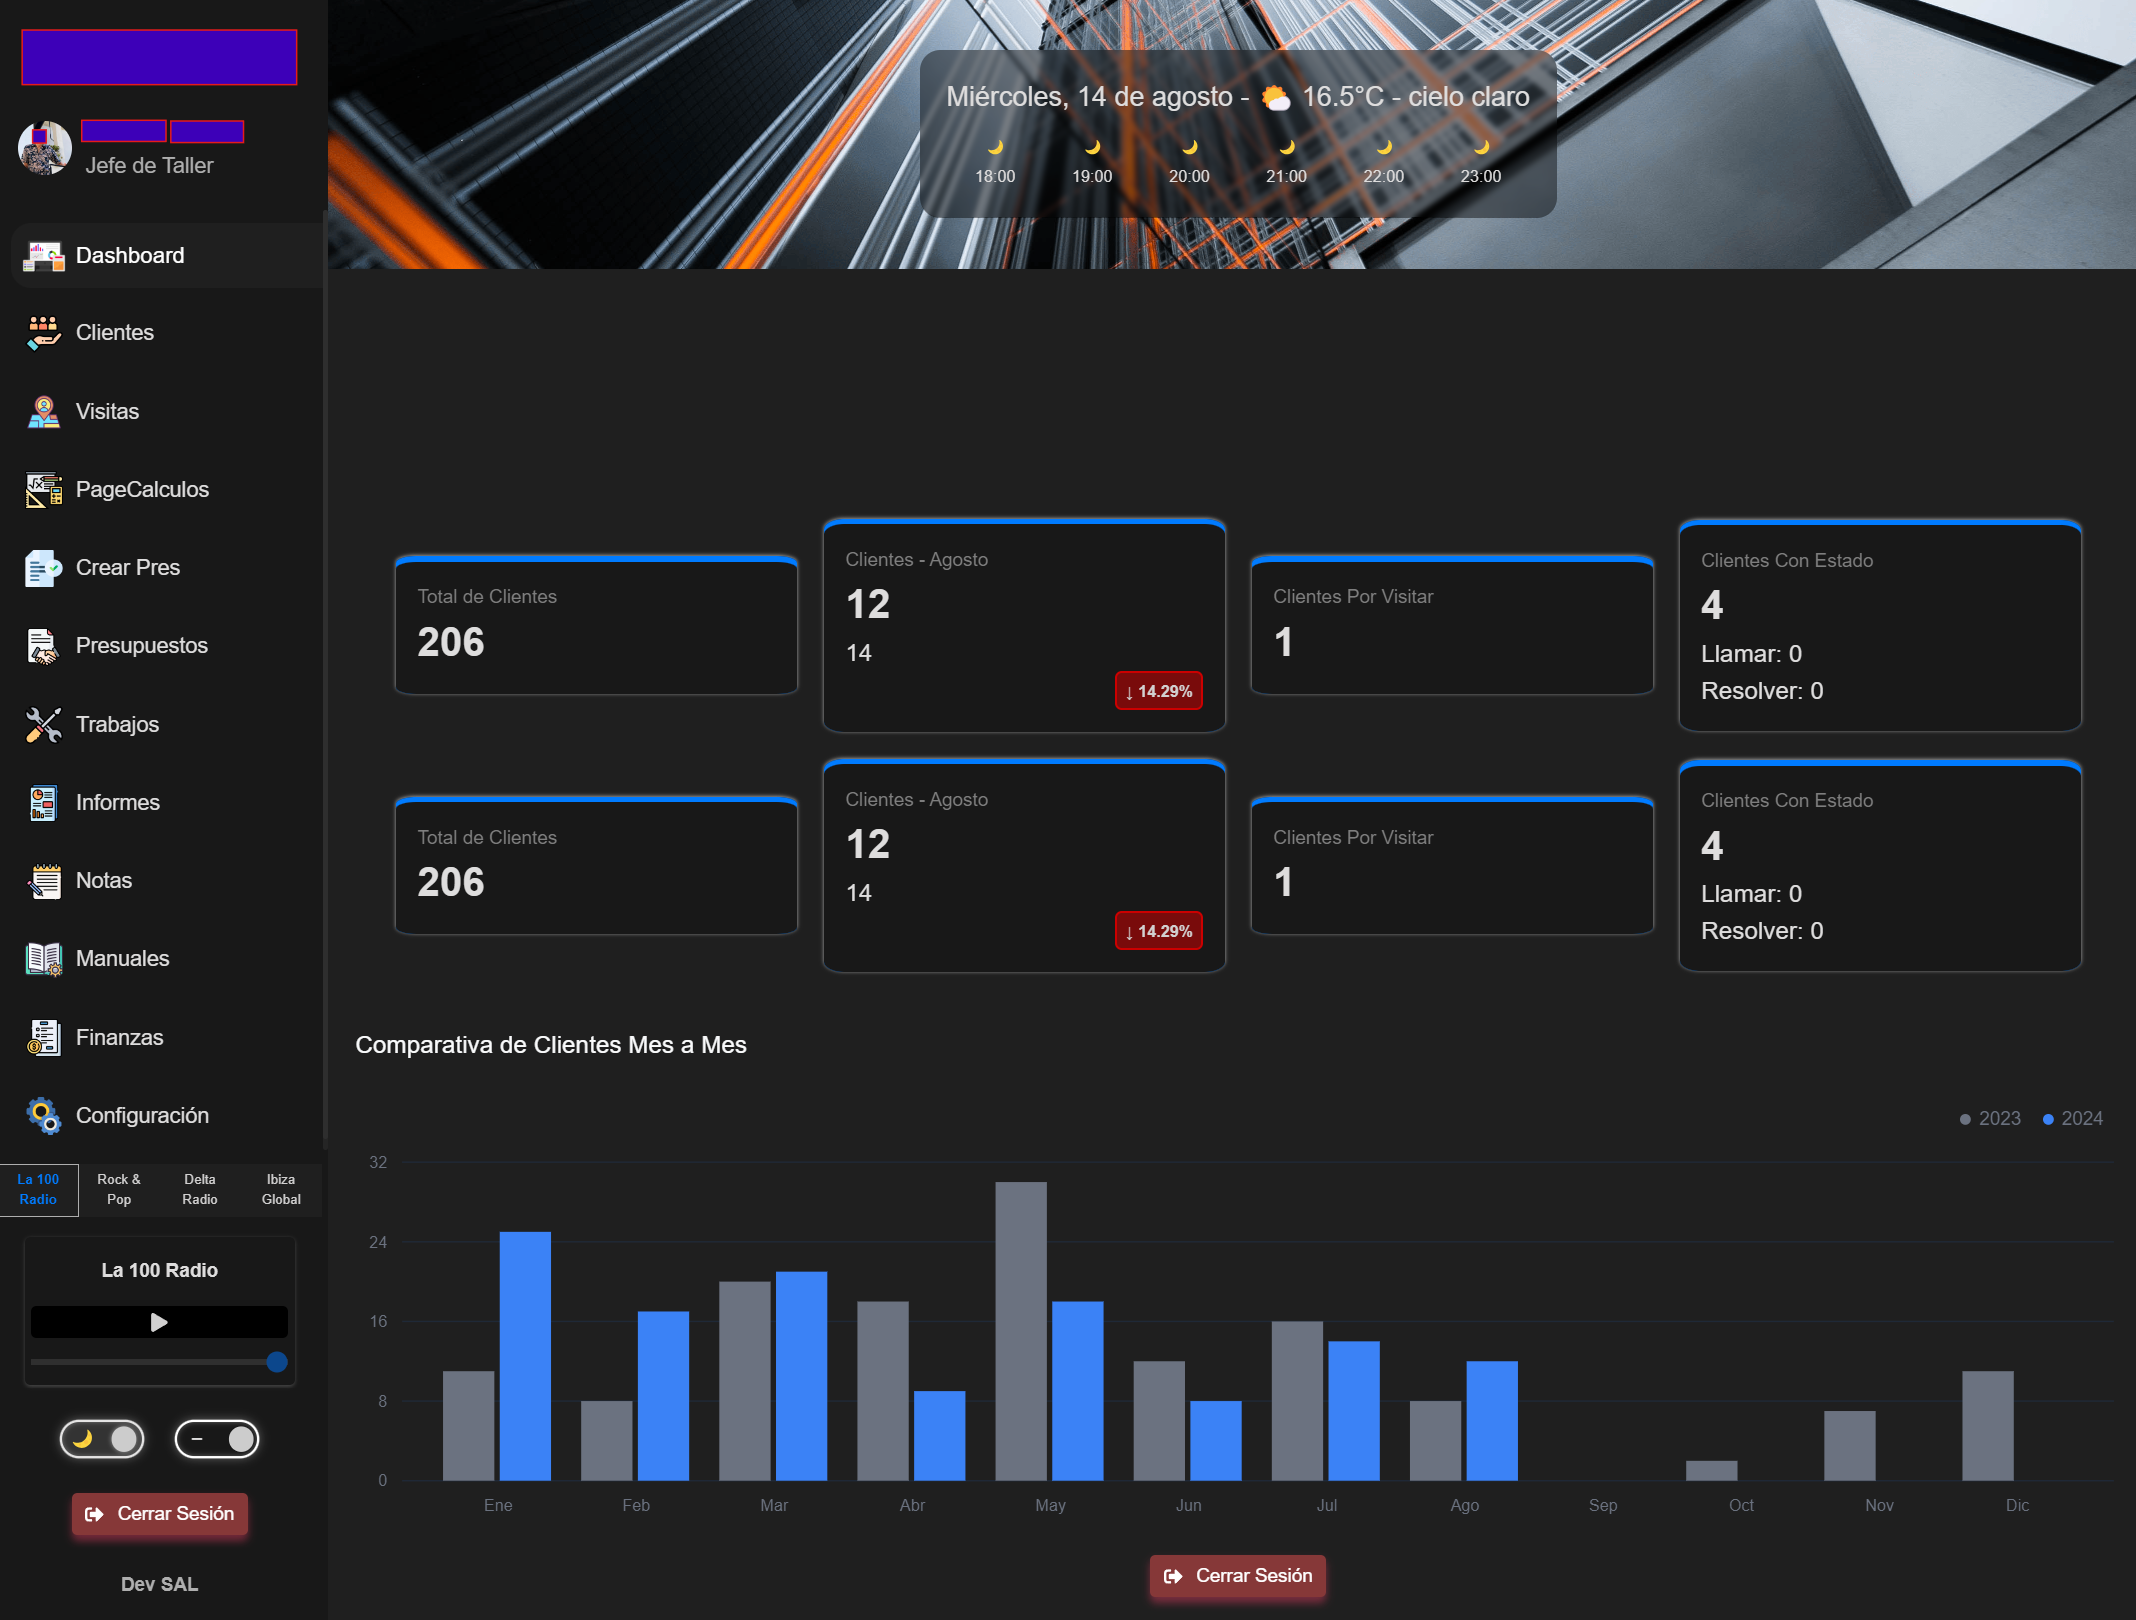 Jefe de Taller
Dashboard
Clientes
Visitas
PageCalculos
Crear Pres
Presupuestos
Trabajos
Informes
Notas
Manuales
Finanzas
Configuración
La 100 Radio
Rock & Pop
Delta Radio
Ibiza Global
La 100 Radio
Cerrar Sesión
Dev SAL
Miércoles, 14 de agosto - 16.5°C - cielo claro
18:00 19:00 20:00 21:00 22:00 23:00
Total de Clientes
206
Clientes - Agosto
12
14
↓ 14.29%
Clientes Por Visitar
1
Clientes Con Estado
4
Llamar: 0
Resolver: 0
Total de Clientes
206
Clientes - Agosto
12
14
↓ 14.29%
Clientes Por Visitar
1
Clientes Con Estado
4
Llamar: 0
Resolver: 0
Comparativa de Clientes Mes a Mes
2023 2024
32
24
16
8
0
Ene Feb Mar Abr May Jun Jul Ago Sep Oct Nov Dic
Cerrar Sesión